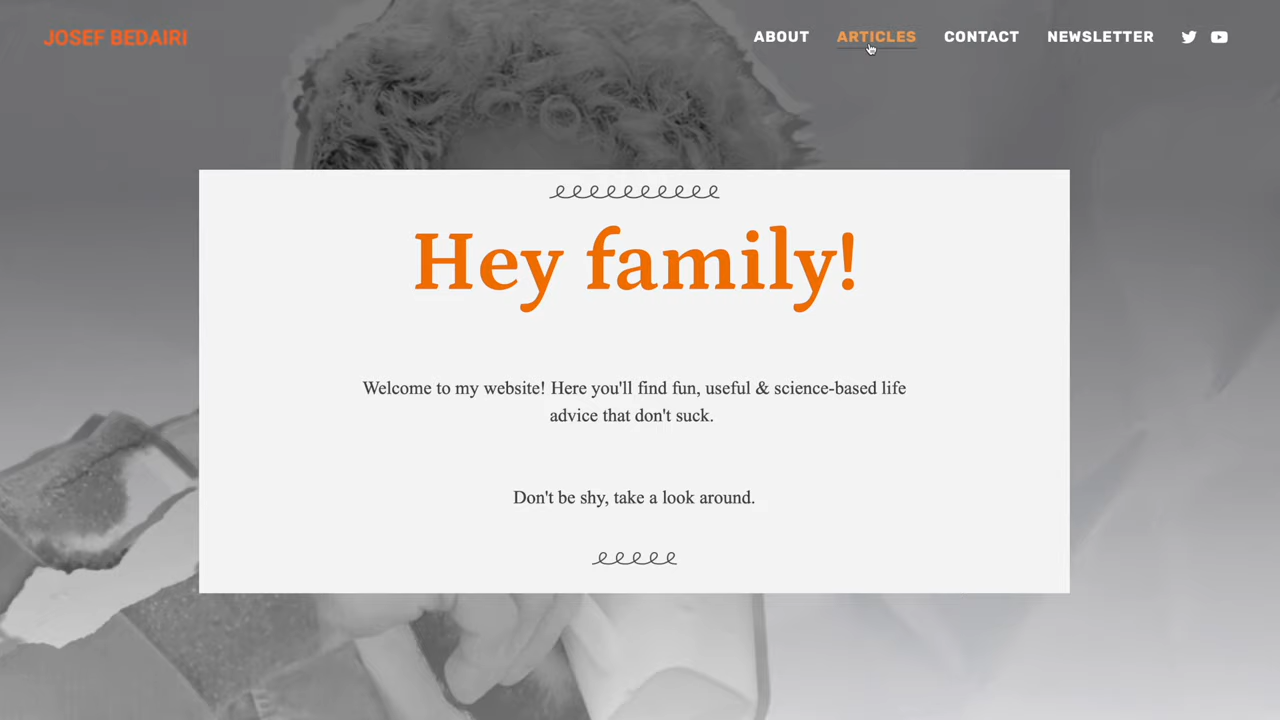 JOSEF BEDAIRI
ABOUT ARTICLES CONTACT NEWSLETTER
Hey family!
Welcome to my website! Here you'll find fun, useful & science-based life
advice that don't suck.
Don't be shy, take a look around.